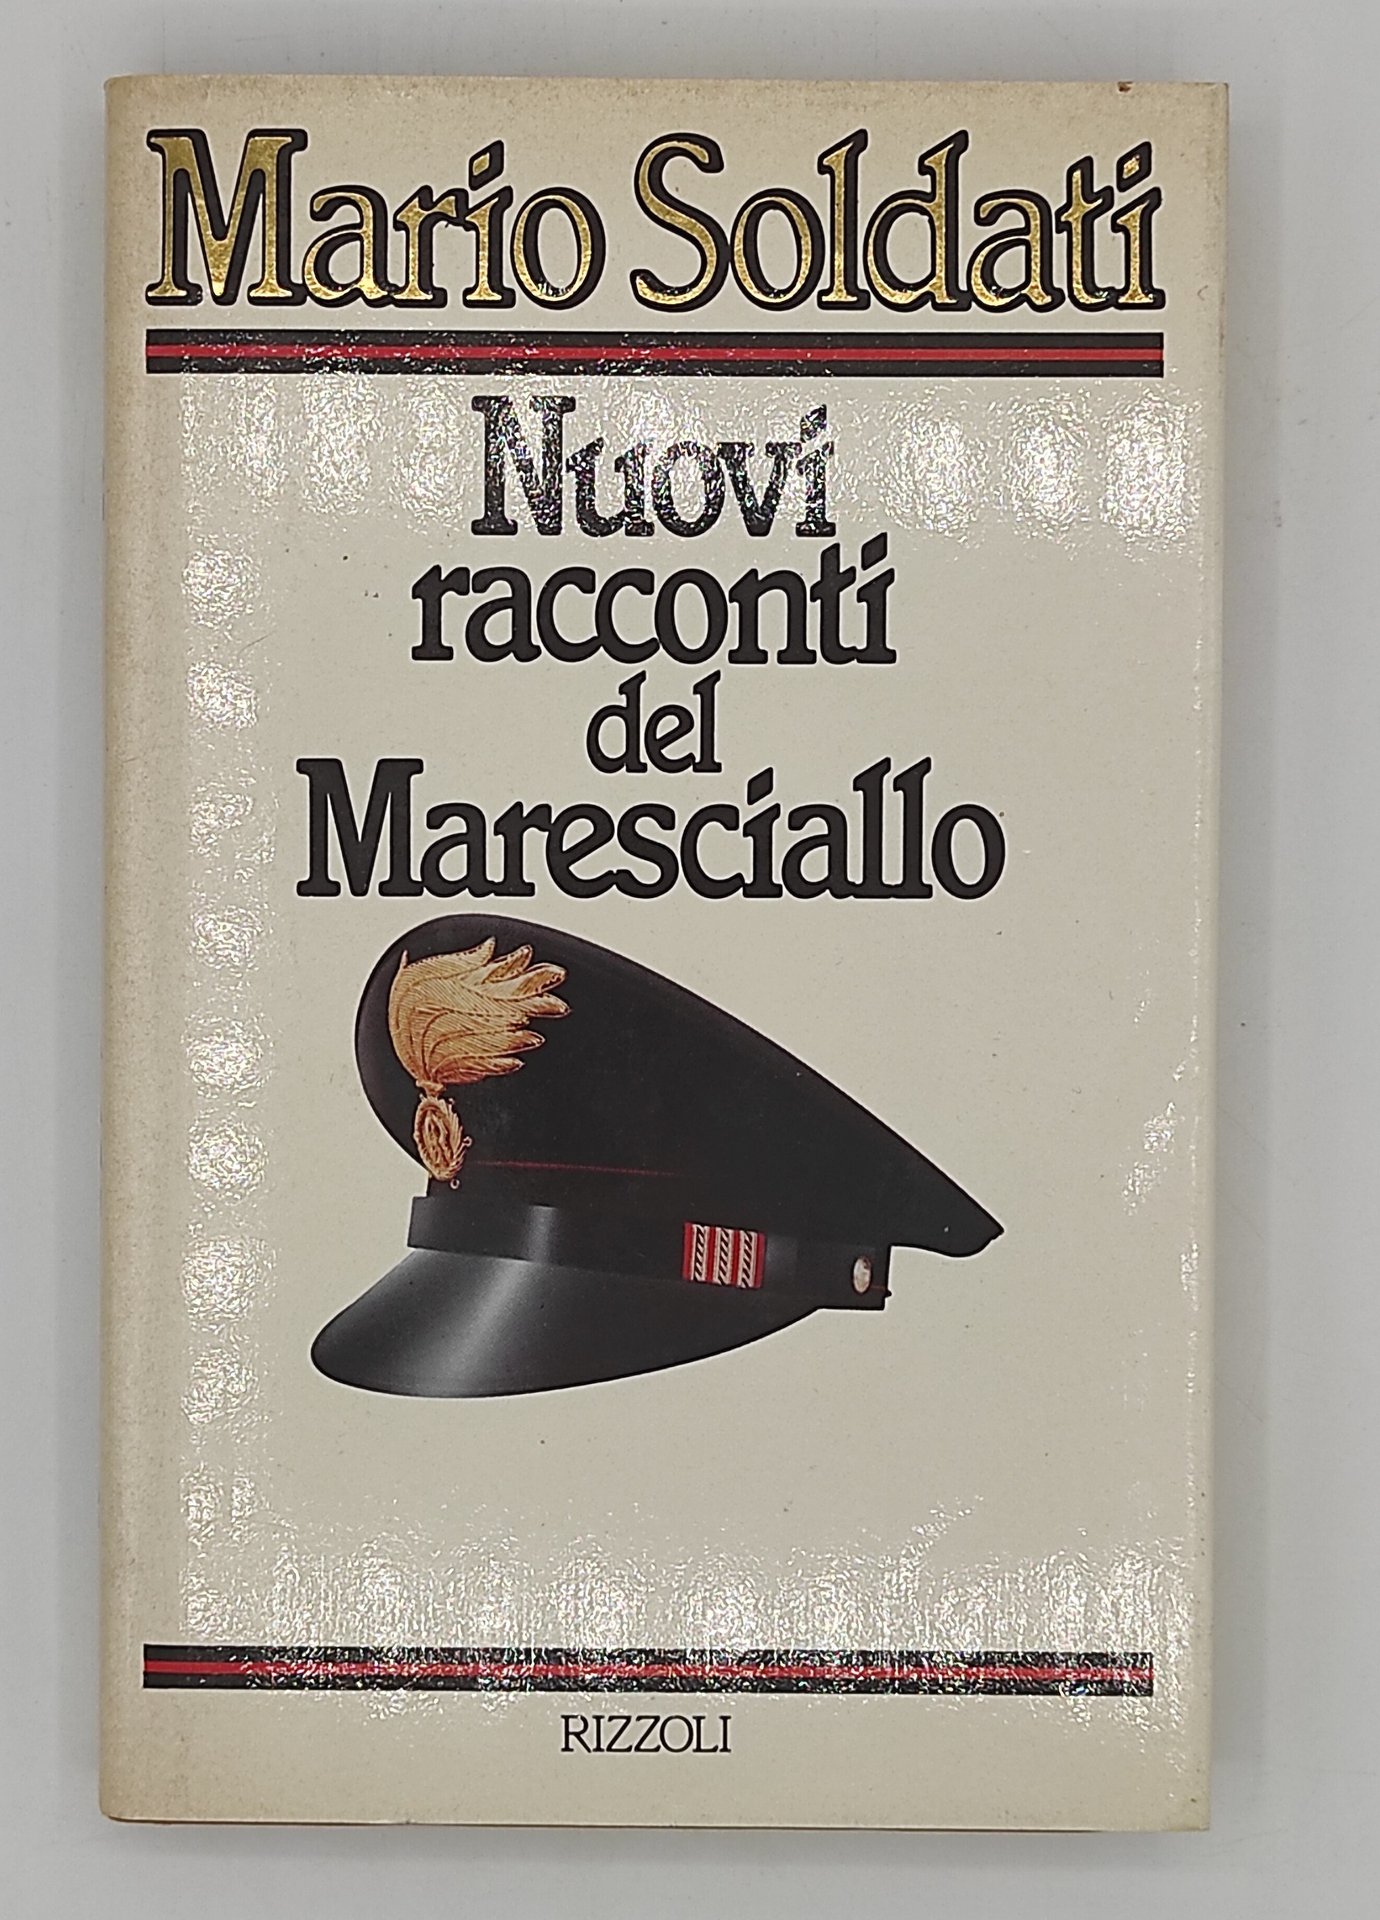 Mario Soldati
Nuovi
racconti
del
Maresciallo
RIZZOLI